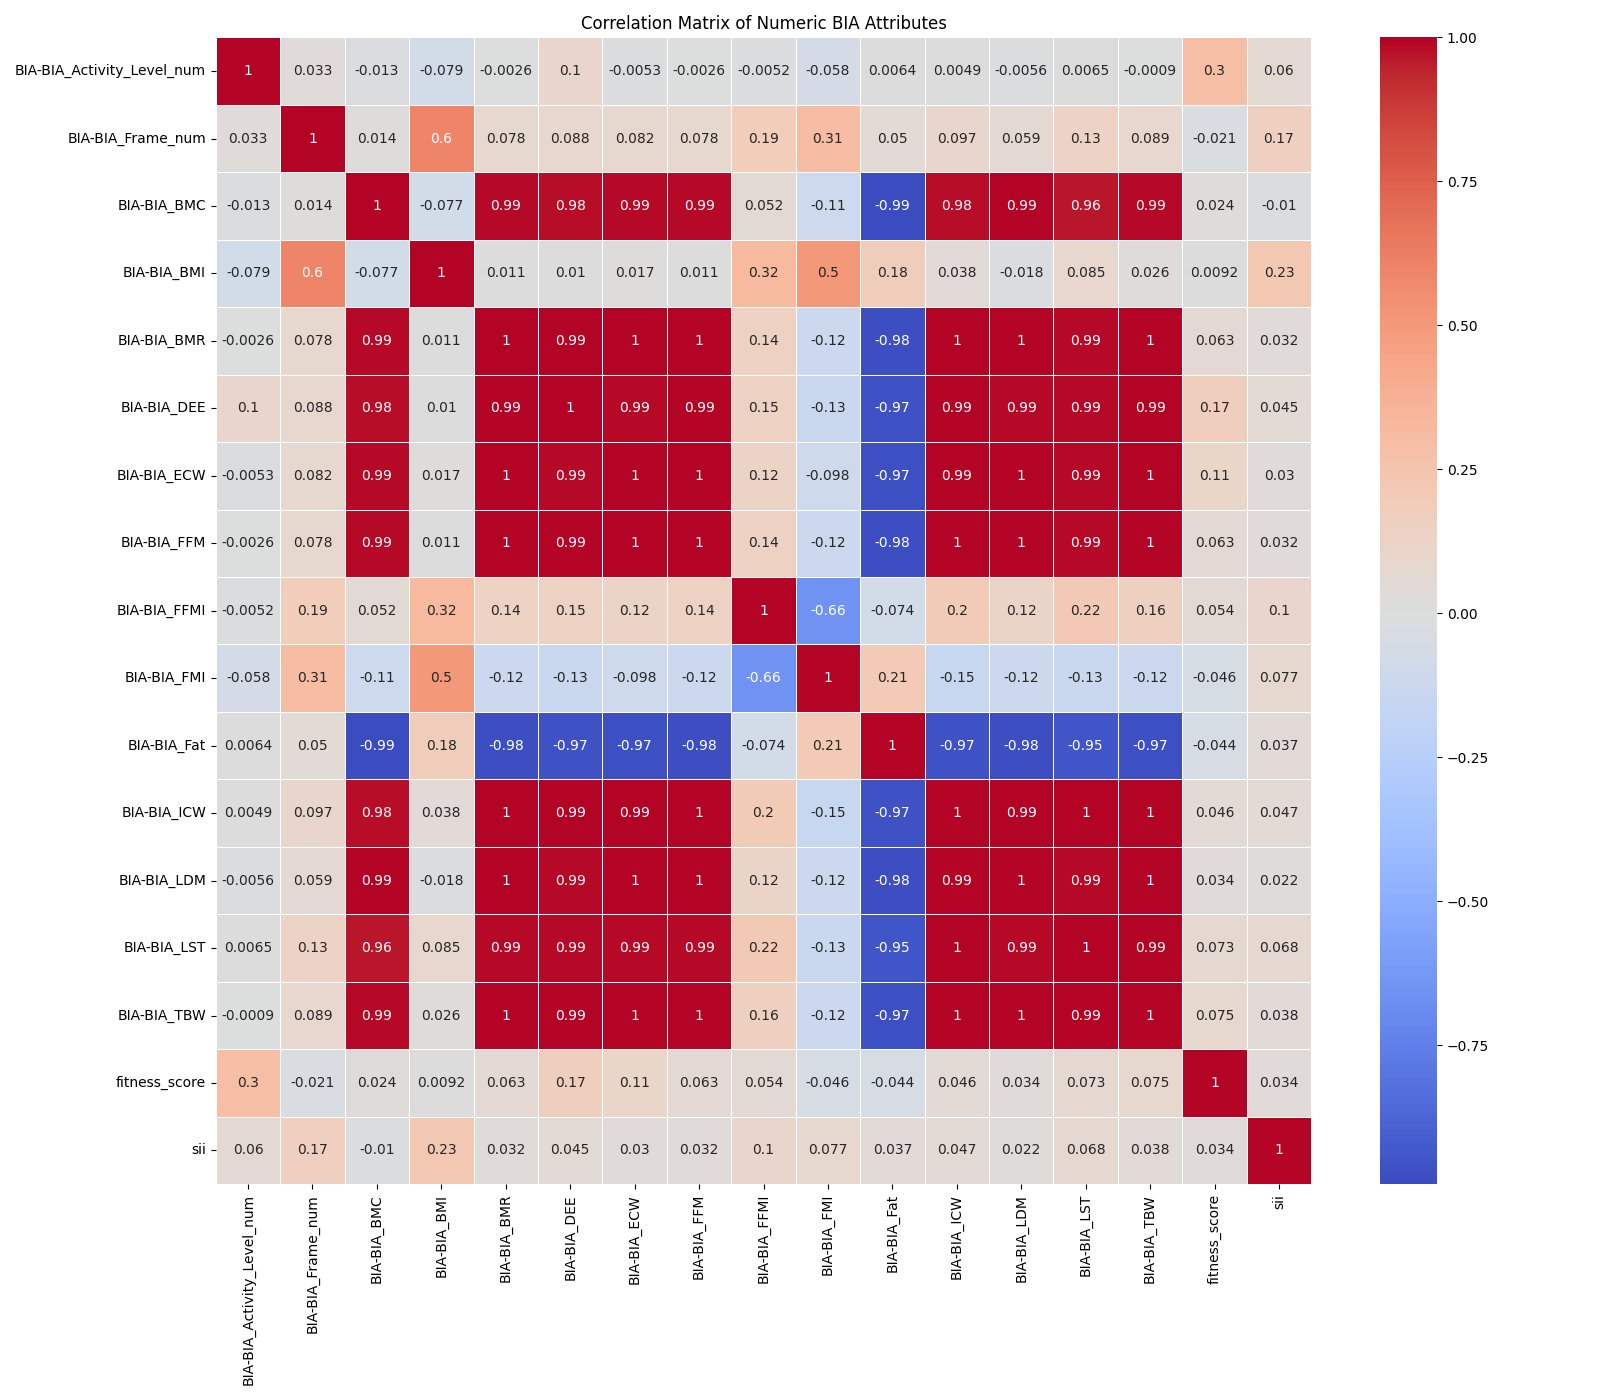 Correlation Matrix of Numeric BIA Attributes
BIA-BIA_Activity_Level_num 1 0.033 -0.013 -0.079 -0.0026 0.1 -0.0053 -0.0026 -0.0052 -0.058 0.0064 0.0049 -0.0056 0.0065 -0.0009 0.3 0.06
BIA-BIA_Frame_num 0.033 1 0.014 0.6 0.078 0.088 0.082 0.078 0.19 0.31 0.05 0.097 0.059 0.13 0.089 -0.021 0.17
BIA-BIA_BMC -0.013 0.014 1 -0.077 0.99 0.98 0.99 0.99 0.052 -0.11 -0.99 0.98 0.99 0.96 0.99 0.024 -0.01
BIA-BIA_BMI -0.079 0.6 -0.077 1 0.011 0.01 0.017 0.011 0.32 0.5 0.18 0.038 -0.018 0.085 0.026 0.0092 0.23
BIA-BIA_BMR -0.0026 0.078 0.99 0.011 1 0.99 1 1 0.14 -0.12 -0.98 1 1 0.99 1 0.063 0.032
BIA-BIA_DEE 0.1 0.088 0.98 0.01 0.99 1 0.99 0.99 0.15 -0.13 -0.97 0.99 0.99 0.99 0.99 0.17 0.045
BIA-BIA_ECW -0.0053 0.082 0.99 0.017 1 0.99 1 1 0.12 -0.098 -0.97 0.99 1 0.99 1 0.11 0.03
BIA-BIA_FFM -0.0026 0.078 0.99 0.011 1 0.99 1 1 0.14 -0.12 -0.98 1 1 0.99 1 0.063 0.032
BIA-BIA_FFMI -0.0052 0.19 0.052 0.32 0.14 0.15 0.12 0.14 1 -0.66 -0.074 0.2 0.12 0.22 0.16 0.054 0.1
BIA-BIA_FMI -0.058 0.31 -0.11 0.5 -0.12 -0.13 -0.098 -0.12 -0.66 1 0.21 -0.15 -0.12 -0.13 -0.12 -0.046 0.077
BIA-BIA_Fat 0.0064 0.05 -0.99 0.18 -0.98 -0.97 -0.97 -0.98 -0.074 0.21 1 -0.97 -0.98 -0.95 -0.97 -0.044 0.037
BIA-BIA_ICW 0.0049 0.097 0.98 0.038 1 0.99 0.99 1 0.2 -0.15 -0.97 1 0.99 1 1 0.046 0.047
BIA-BIA_LDM -0.0056 0.059 0.99 -0.018 1 0.99 1 1 0.12 -0.12 -0.98 0.99 1 0.99 1 0.034 0.022
BIA-BIA_LST 0.0065 0.13 0.96 0.085 0.99 0.99 0.99 0.99 0.22 -0.13 -0.95 1 0.99 1 0.99 0.073 0.068
BIA-BIA_TBW -0.0009 0.089 0.99 0.026 1 0.99 1 1 0.16 -0.12 -0.97 1 1 0.99 1 0.075 0.038
fitness_score 0.3 -0.021 0.024 0.0092 0.063 0.17 0.11 0.063 0.054 -0.046 -0.044 0.046 0.034 0.073 0.075 1 0.034
sii 0.06 0.17 -0.01 0.23 0.032 0.045 0.03 0.032 0.1 0.077 0.037 0.047 0.022 0.068 0.038 0.034 1
BIA-BIA_Activity_Level_num
BIA-BIA_Frame_num
BIA-BIA_BMC
BIA-BIA_BMI
BIA-BIA_BMR
BIA-BIA_DEE
BIA-BIA_ECW
BIA-BIA_FFM
BIA-BIA_FFMI
BIA-BIA_FMI
BIA-BIA_Fat
BIA-BIA_ICW
BIA-BIA_LDM
BIA-BIA_LST
BIA-BIA_TBW
fitness_score
sii
1.00
0.75
0.50
0.25
0.00
−0.25
−0.50
−0.75